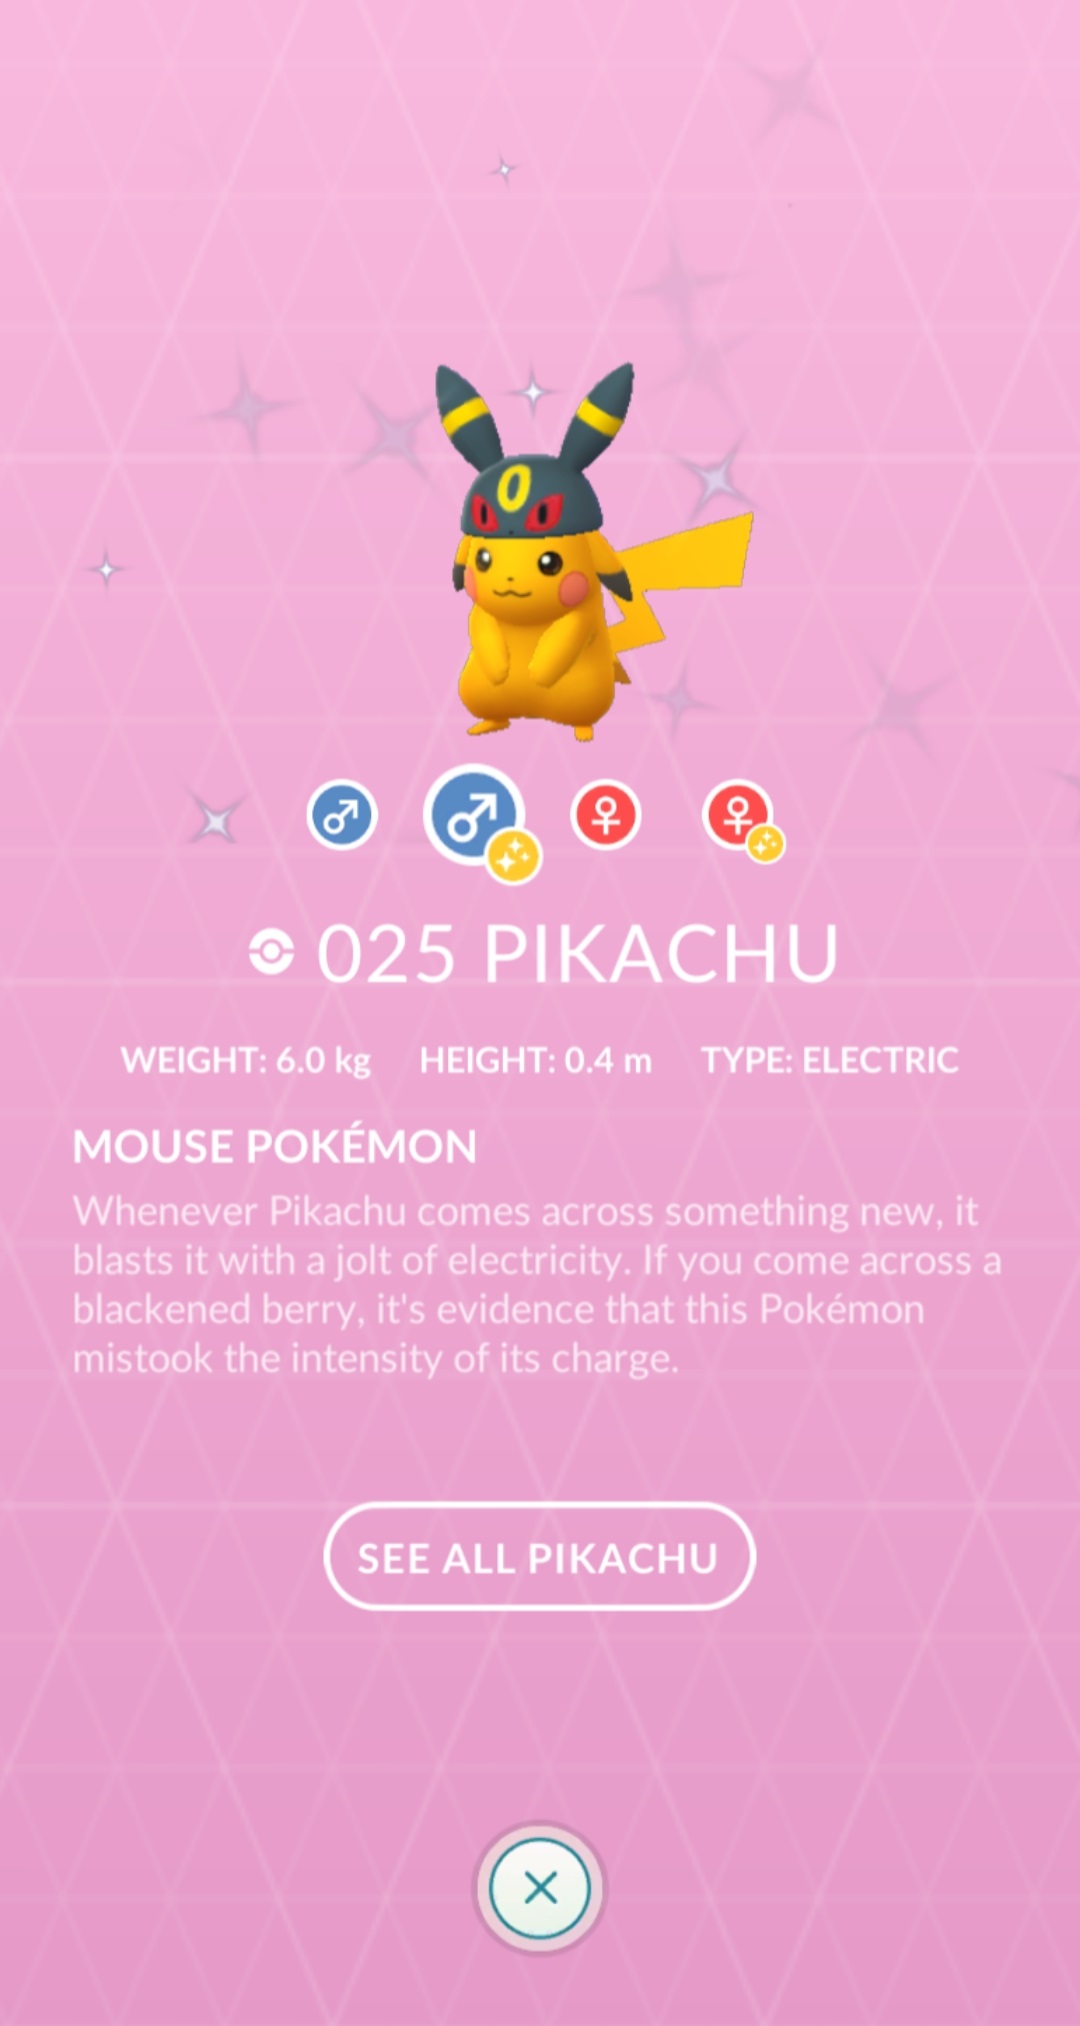 025 PIKACHU
WEIGHT: 6.0 kg HEIGHT: 0.4 m TYPE: ELECTRIC
MOUSE POKÉMON
Whenever Pikachu comes across something new, it
blasts it with a jolt of electricity. If you come across a
blackened berry, it's evidence that this Pokémon
mistook the intensity of its charge.
SEE ALL PIKACHU